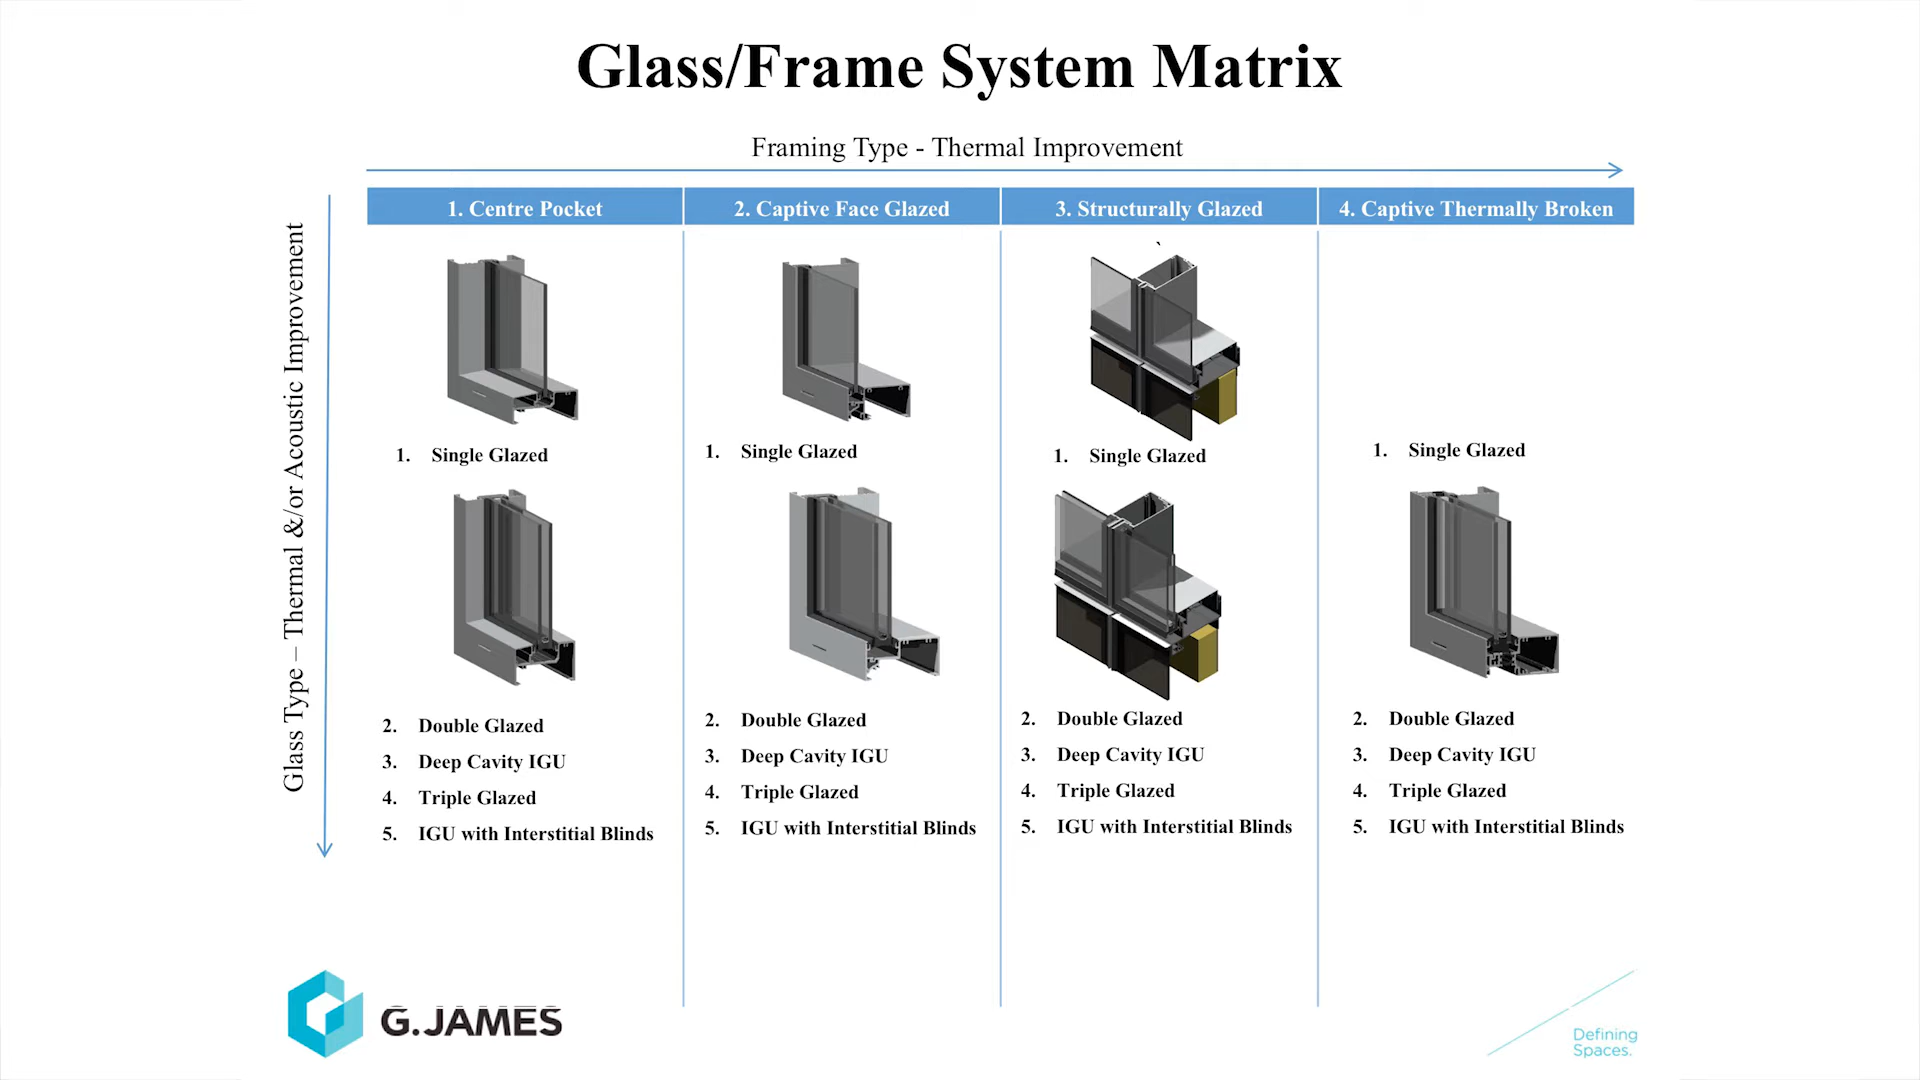 Glass/Frame System Matrix
Framing Type - Thermal Improvement
Glass Type – Thermal &/or Acoustic Improvement
1. Centre Pocket
2. Captive Face Glazed
3. Structurally Glazed
4. Captive Thermally Broken
1. Single Glazed
1. Single Glazed
`
1. Single Glazed
1. Single Glazed
2. Double Glazed
3. Deep Cavity IGU
4. Triple Glazed
5. IGU with Interstitial Blinds
2. Double Glazed
3. Deep Cavity IGU
4. Triple Glazed
5. IGU with Interstitial Blinds
2. Double Glazed
3. Deep Cavity IGU
4. Triple Glazed
5. IGU with Interstitial Blinds
2. Double Glazed
3. Deep Cavity IGU
4. Triple Glazed
5. IGU with Interstitial Blinds
G.JAMES
Defining
Spaces.